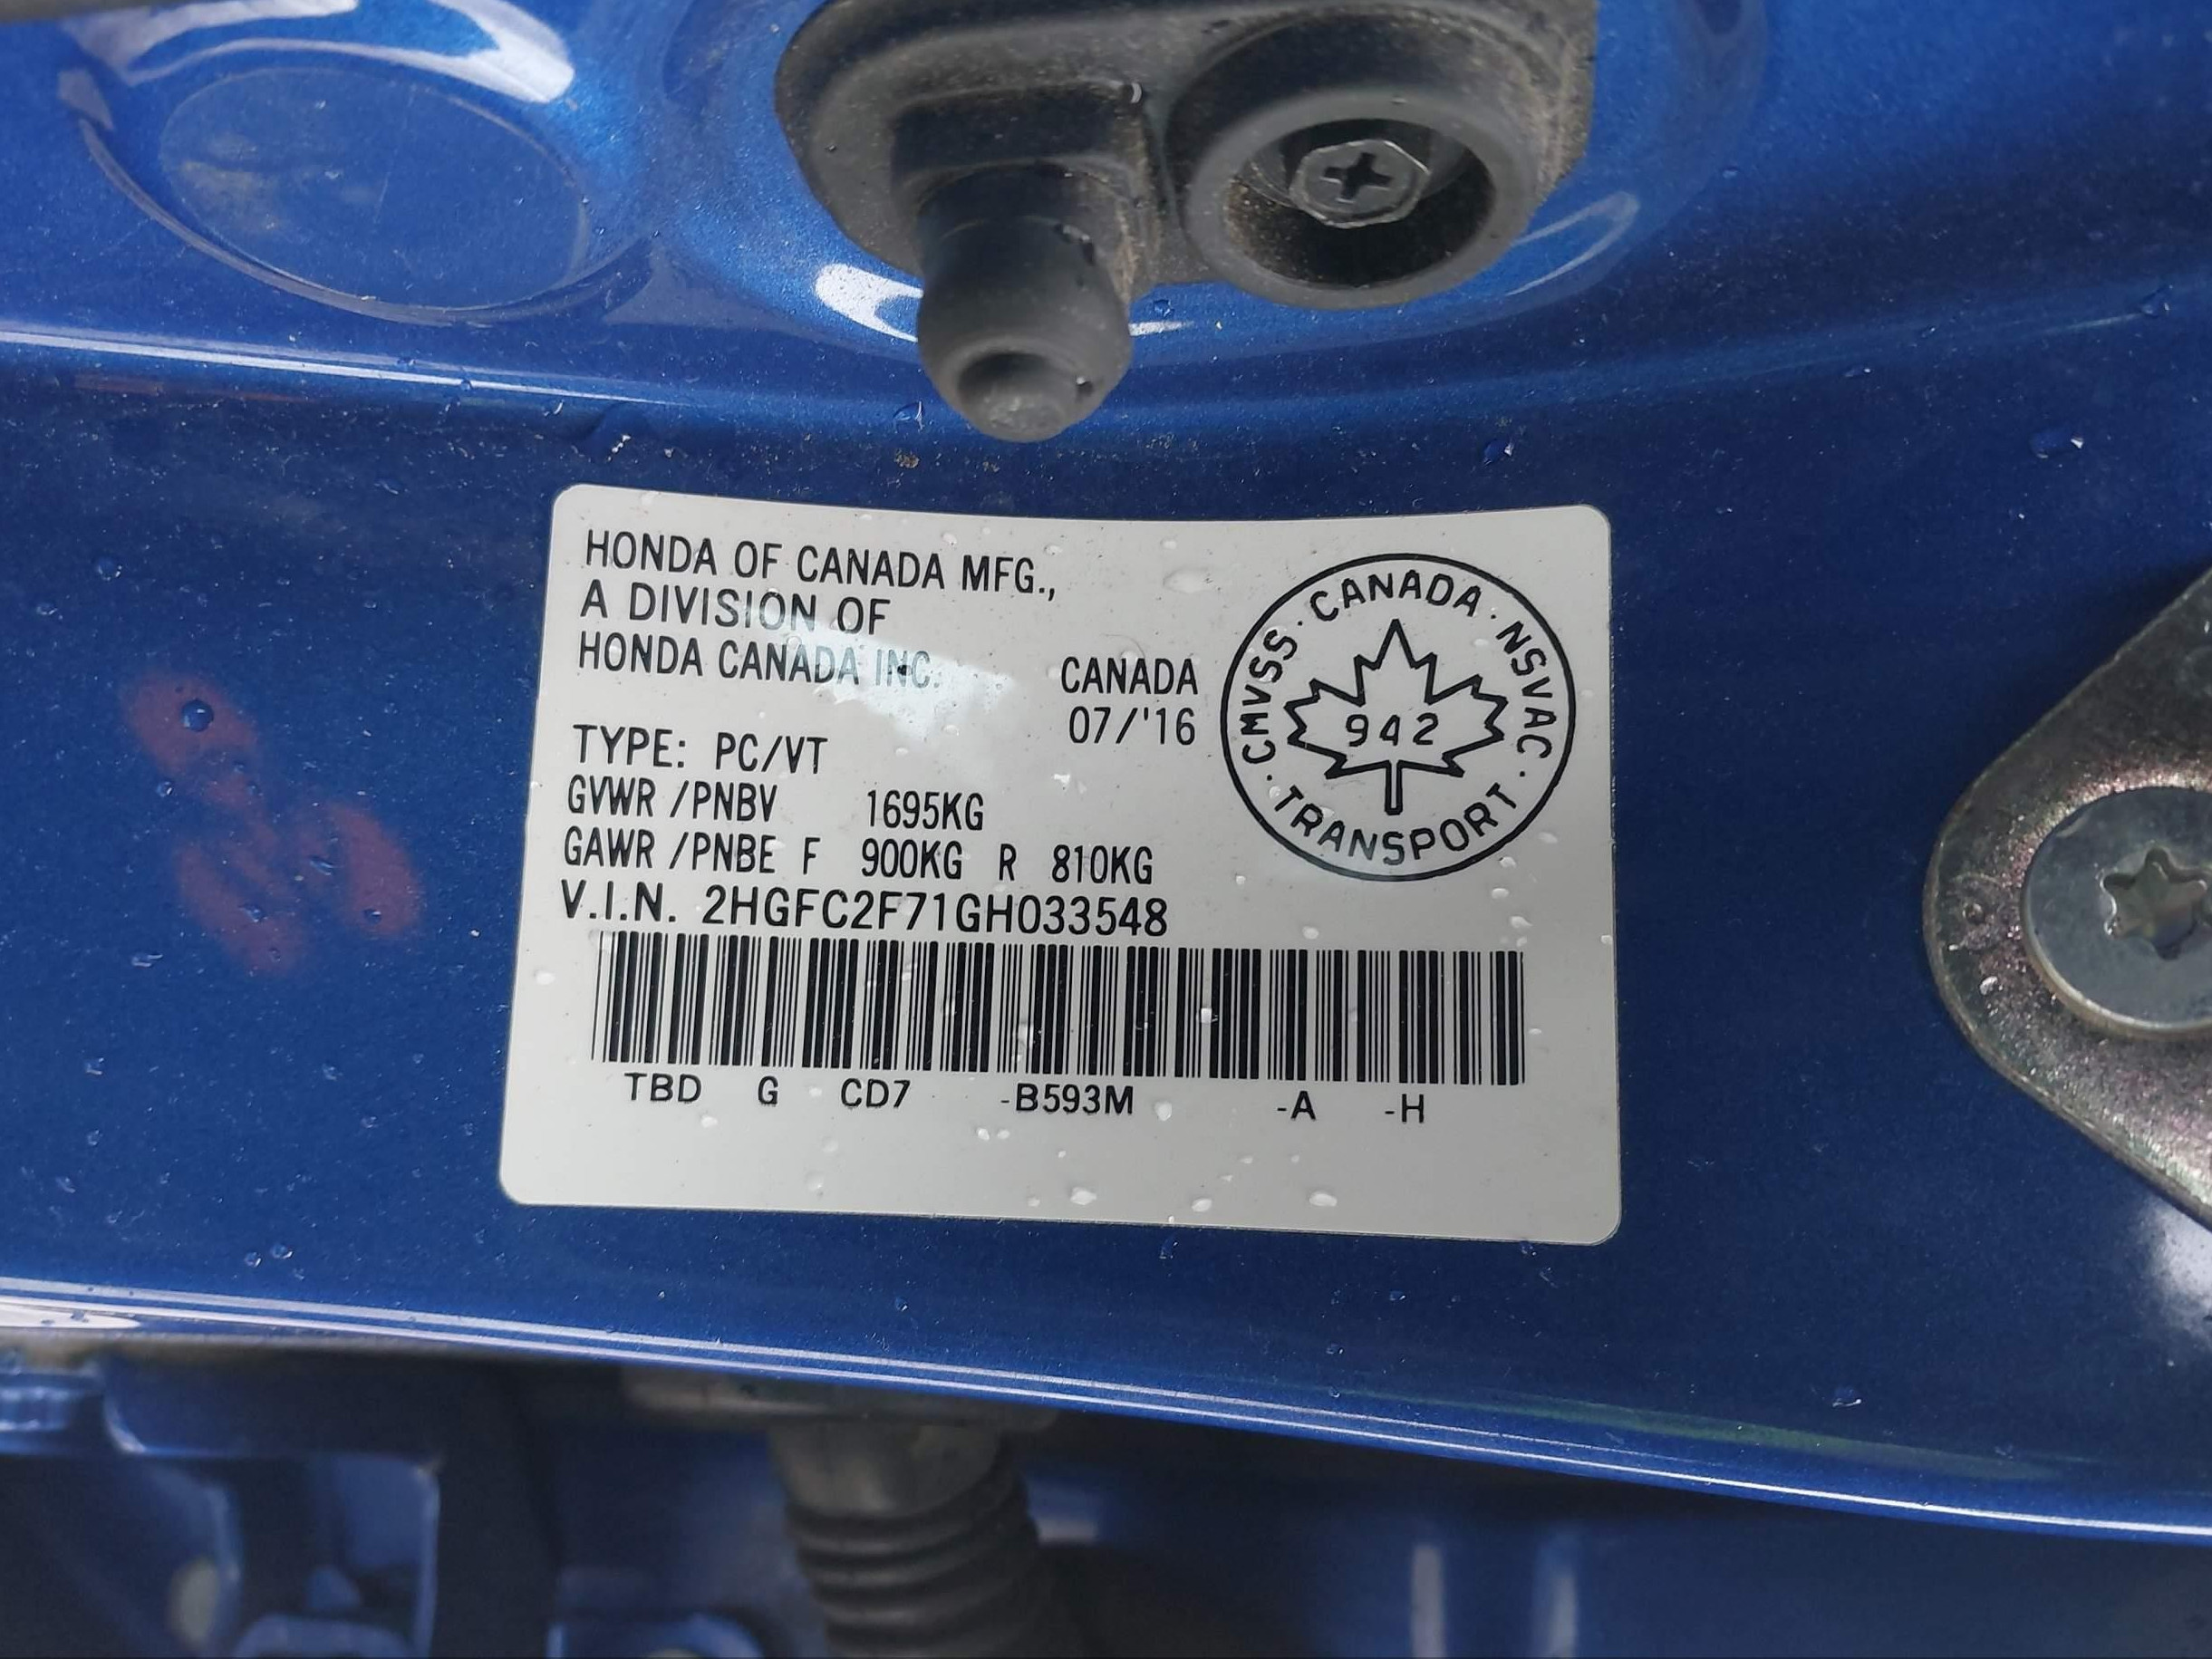 HONDA OF CANADA MFG.,
A DIVISION OF
HONDA CANADA INC.
CANADA
07/'16
TYPE: PC/VT
GVWR /PNBV 1695KG
GAWR /PNBE F 900KG R 810KG
V.I.N. 2HGFC2F71GH033548
TBD G CD7 -B593M -A -H
CMVSS · CANADA · NSVAC · TRANSPORT ·
942